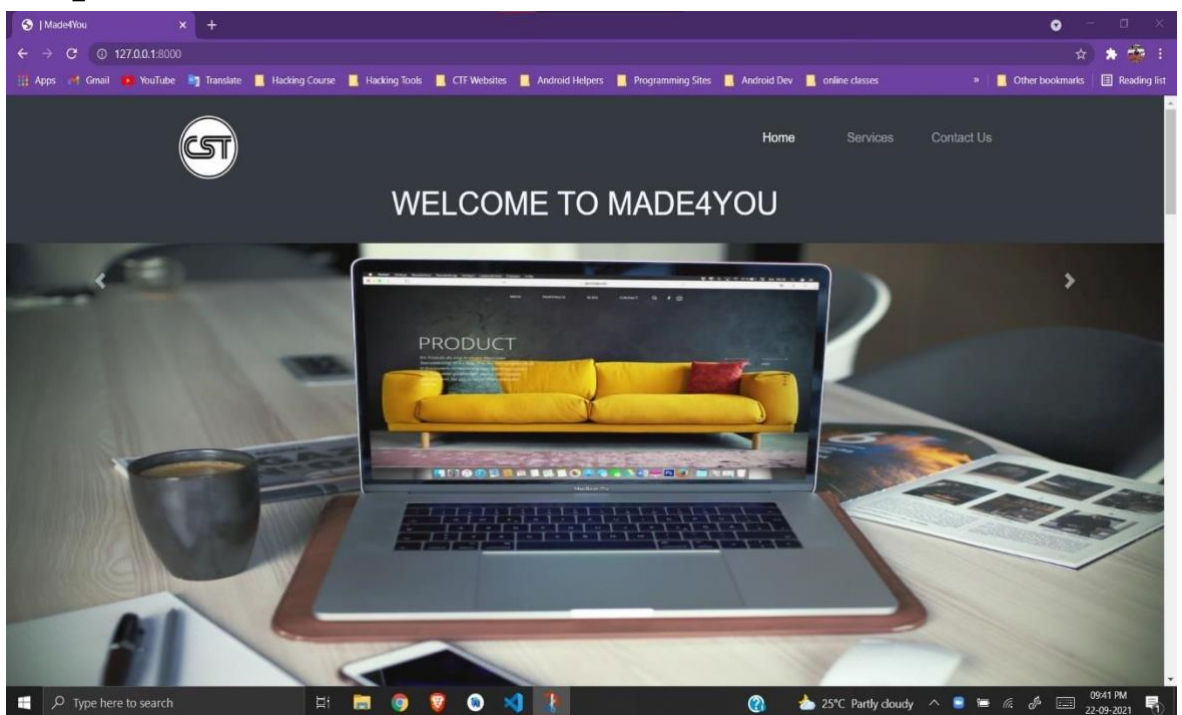 | Made4You
127.0.0.1:8000
Apps Gmail YouTube Translate Hacking Course Hacking Tools CTF Websites Android Helpers Programming Sites Android Dev online classes » Other bookmarks Reading list
CST
Home Services Contact Us
WELCOME TO MADE4YOU
PRODUCT
MacBook Pro
Type here to search
25°C Partly cloudy
09:41 PM
22-09-2021